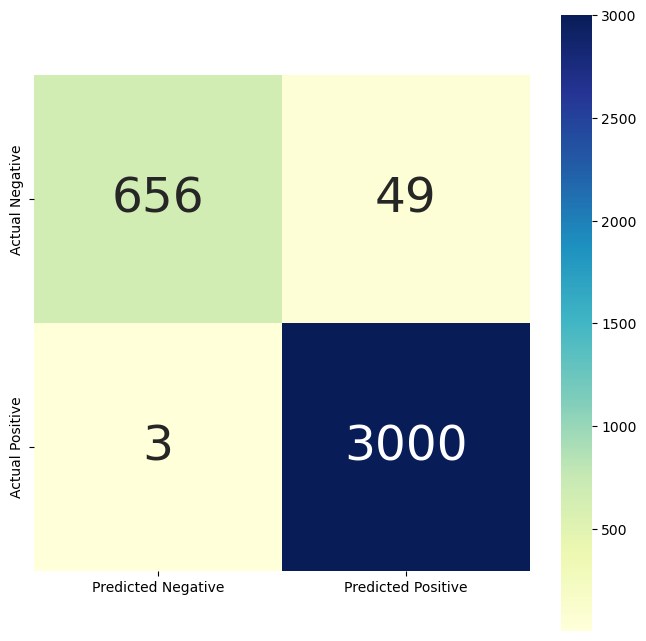 Actual Negative
656
49
Actual Positive
3
3000
Predicted Negative
Predicted Positive
3000
2500
2000
1500
1000
500